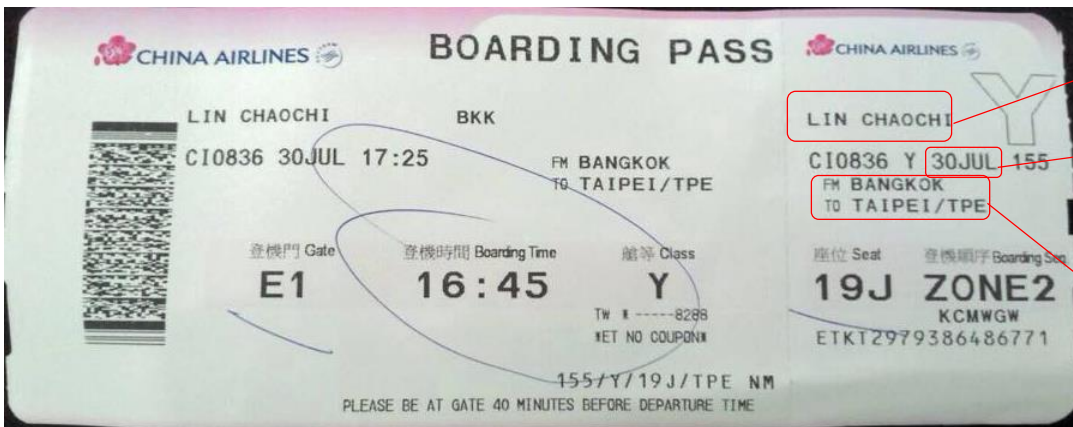 CHINA AIRLINES
BOARDING PASS
LIN CHAOCHI BKK
CI0836 30JUL 17:25
FM BANGKOK
TO TAIPEI/TPE
登機門 Gate 登機時間 Boarding Time 艙等 Class
E1 16:45 Y
TW * -----8288
*ET NO COUPON*
155/Y/19J/TPE NM
PLEASE BE AT GATE 40 MINUTES BEFORE DEPARTURE TIME
CHINA AIRLINES
Y
LIN CHAOCHI
CI0836 Y 30JUL 155
FM BANGKOK
TO TAIPEI/TPE
座位 Seat 登機順序 Boarding Seq
19J ZONE2
KCMWGW
ETKT2979386486771